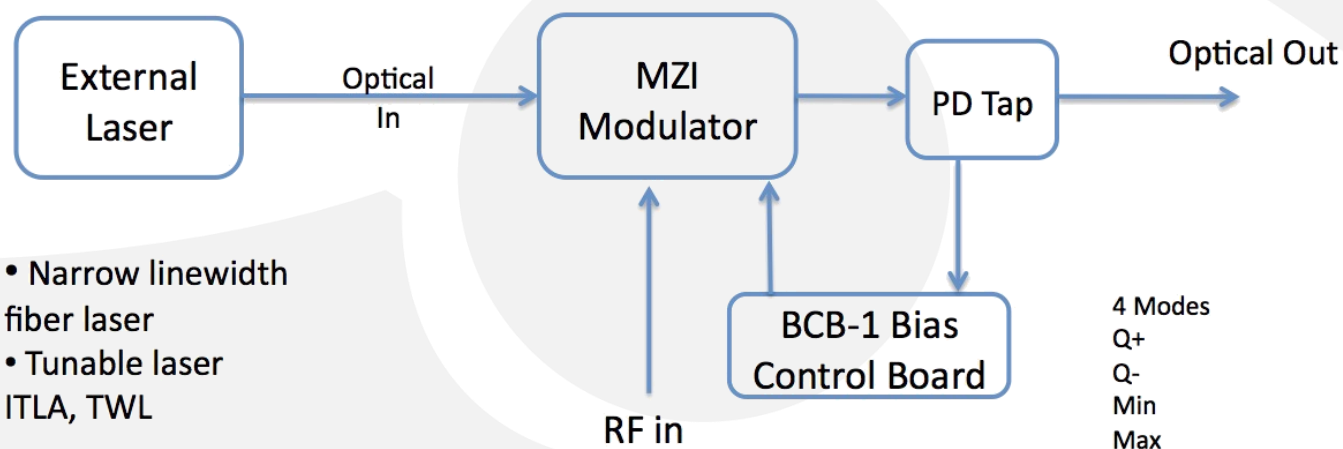 External
Laser
Optical
In
MZI
Modulator
PD Tap
Optical Out
• Narrow linewidth
fiber laser
• Tunable laser
ITLA, TWL
RF in
BCB-1 Bias
Control Board
4 Modes
Q+
Q-
Min
Max